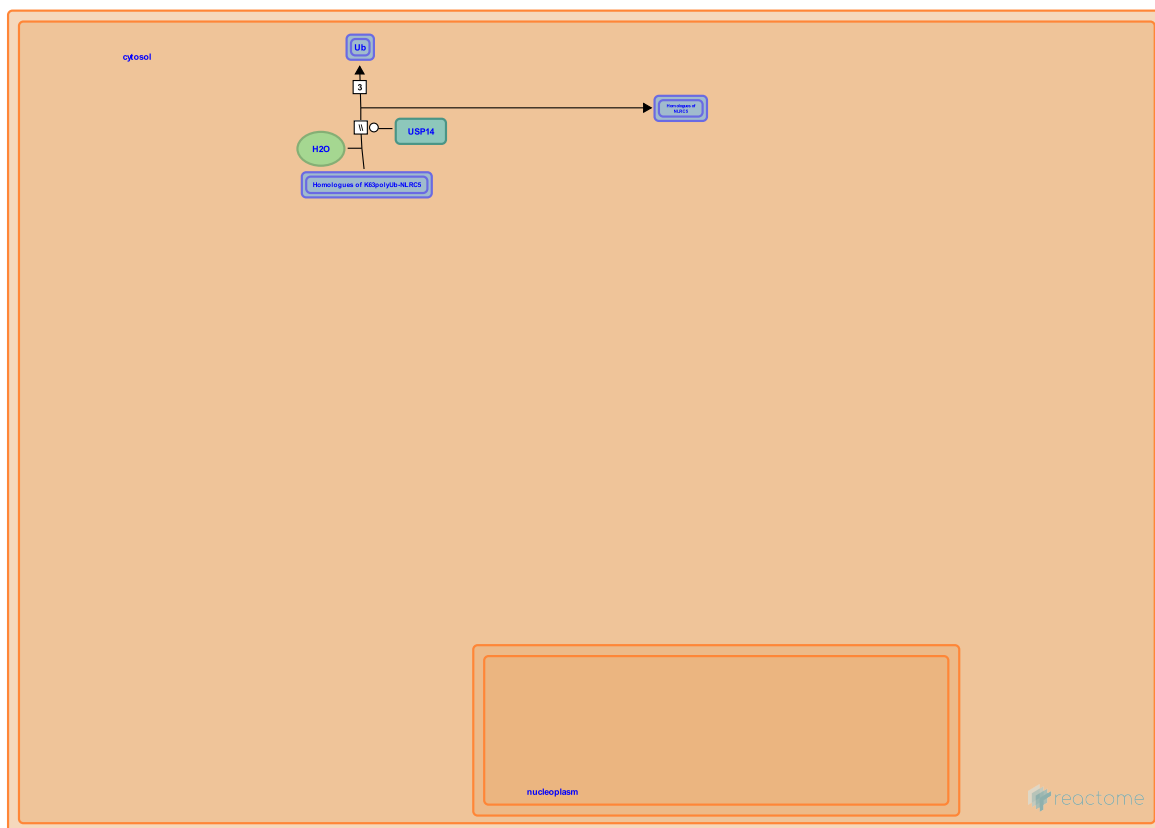 Ub
cytosol
3
Homologues of
NLRC5
\\
USP14
H2O
Homologues of K63polyUb-NLRC5
nucleoplasm
reactome